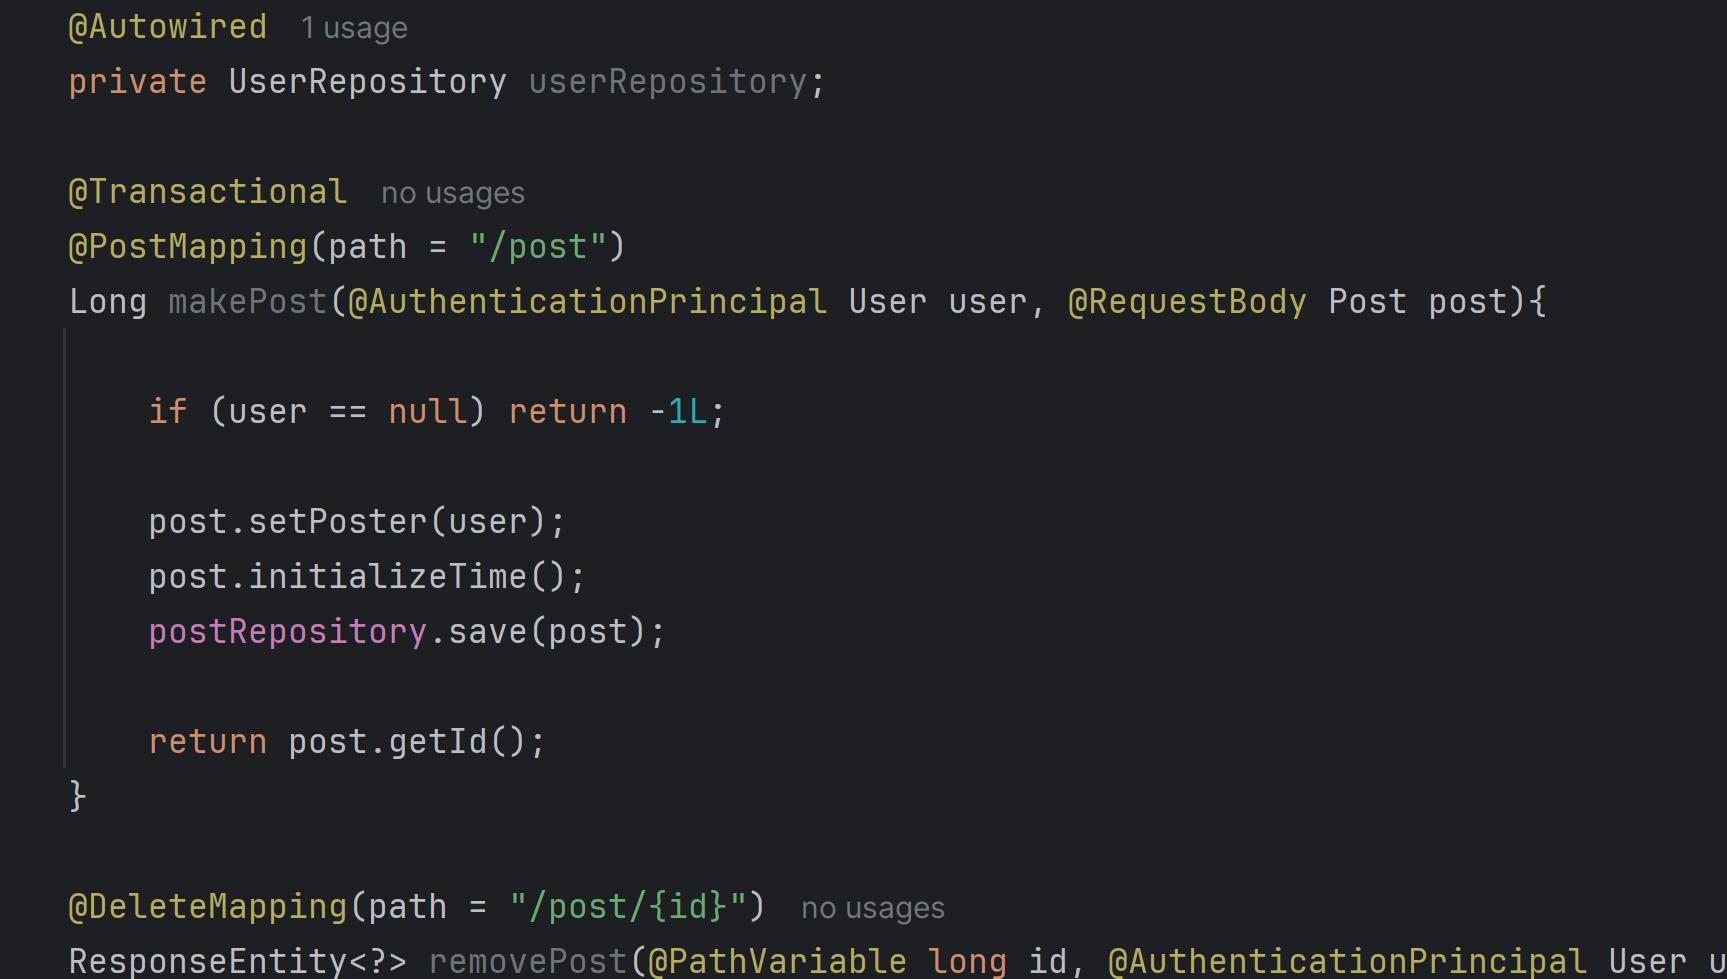 @Autowired 1 usage
private UserRepository userRepository;
@Transactional no usages
@PostMapping(path = "/post")
Long makePost(@AuthenticationPrincipal User user, @RequestBody Post post){
if (user == null) return -1L;
post.setPoster(user);
post.initializeTime();
postRepository.save(post);
return post.getId();
}
@DeleteMapping(path = "/post/{id}") no usages
ResponseEntity<?> removePost(@PathVariable long id, @AuthenticationPrincipal User u